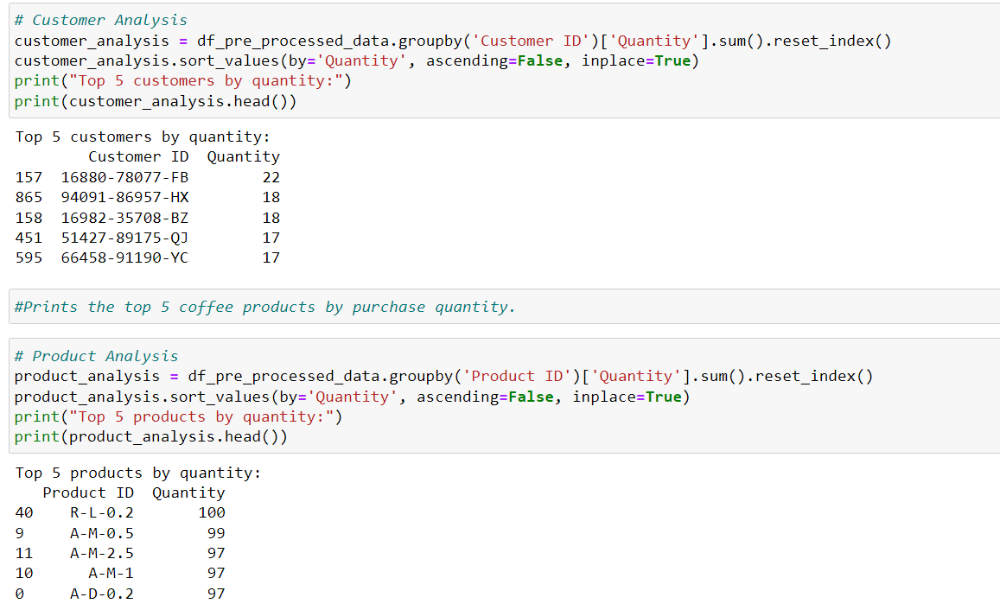 # Customer Analysis
customer_analysis = df_pre_processed_data.groupby('Customer ID')['Quantity'].sum().reset_index()
customer_analysis.sort_values(by='Quantity', ascending=False, inplace=True)
print("Top 5 customers by quantity:")
print(customer_analysis.head())
Top 5 customers by quantity:
        Customer ID  Quantity
157  16880-78077-FB        22
865  94091-86957-HX        18
158  16982-35708-BZ        18
451  51427-89175-QJ        17
595  66458-91190-YC        17
#Prints the top 5 coffee products by purchase quantity.
# Product Analysis
product_analysis = df_pre_processed_data.groupby('Product ID')['Quantity'].sum().reset_index()
product_analysis.sort_values(by='Quantity', ascending=False, inplace=True)
print("Top 5 products by quantity:")
print(product_analysis.head())
Top 5 products by quantity:
   Product ID  Quantity
40    R-L-0.2       100
9     A-M-0.5        99
11    A-M-2.5        97
10      A-M-1        97
0     A-D-0.2        97